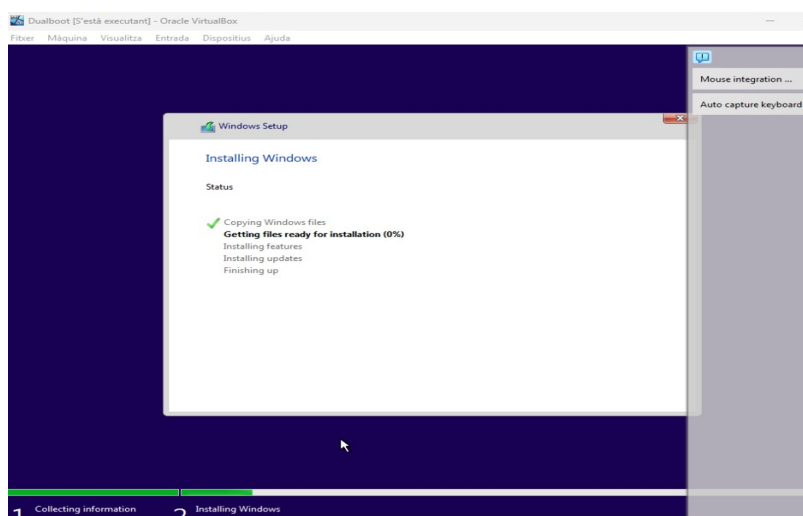 Dualboot [S'està executant] - Oracle VirtualBox
Fitxer Màquina Visualitza Entrada Dispositius Ajuda
Mouse integration ...
Auto capture keyboard
Windows Setup
Installing Windows
Status
Copying Windows files
Getting files ready for installation (0%)
Installing features
Installing updates
Finishing up
1 Collecting information 2 Installing Windows